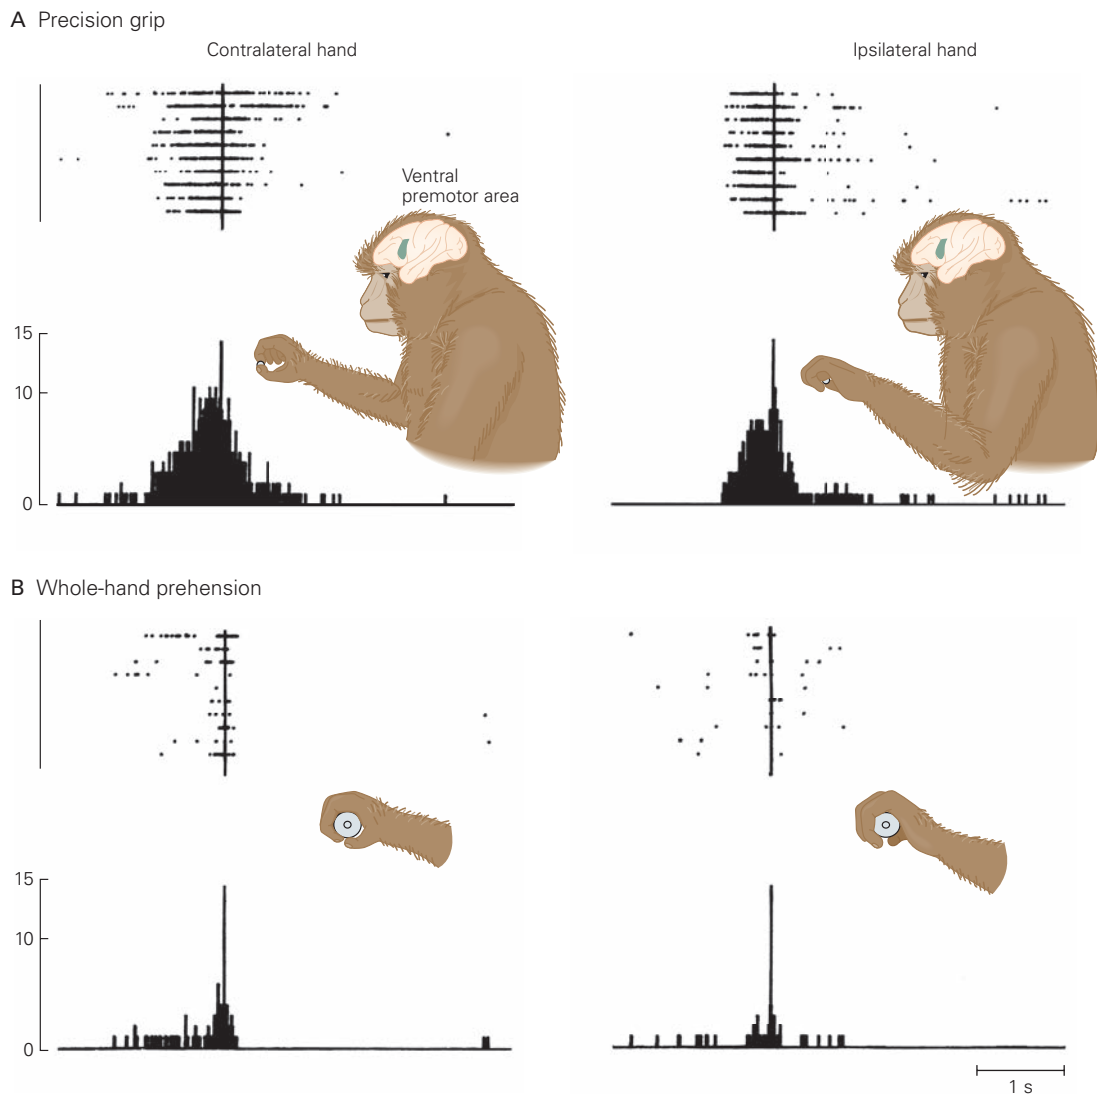 A Precision grip
Contralateral hand
Ipsilateral hand
Ventral
premotor area
15
10
0
B Whole-hand prehension
15
10
0
1 s